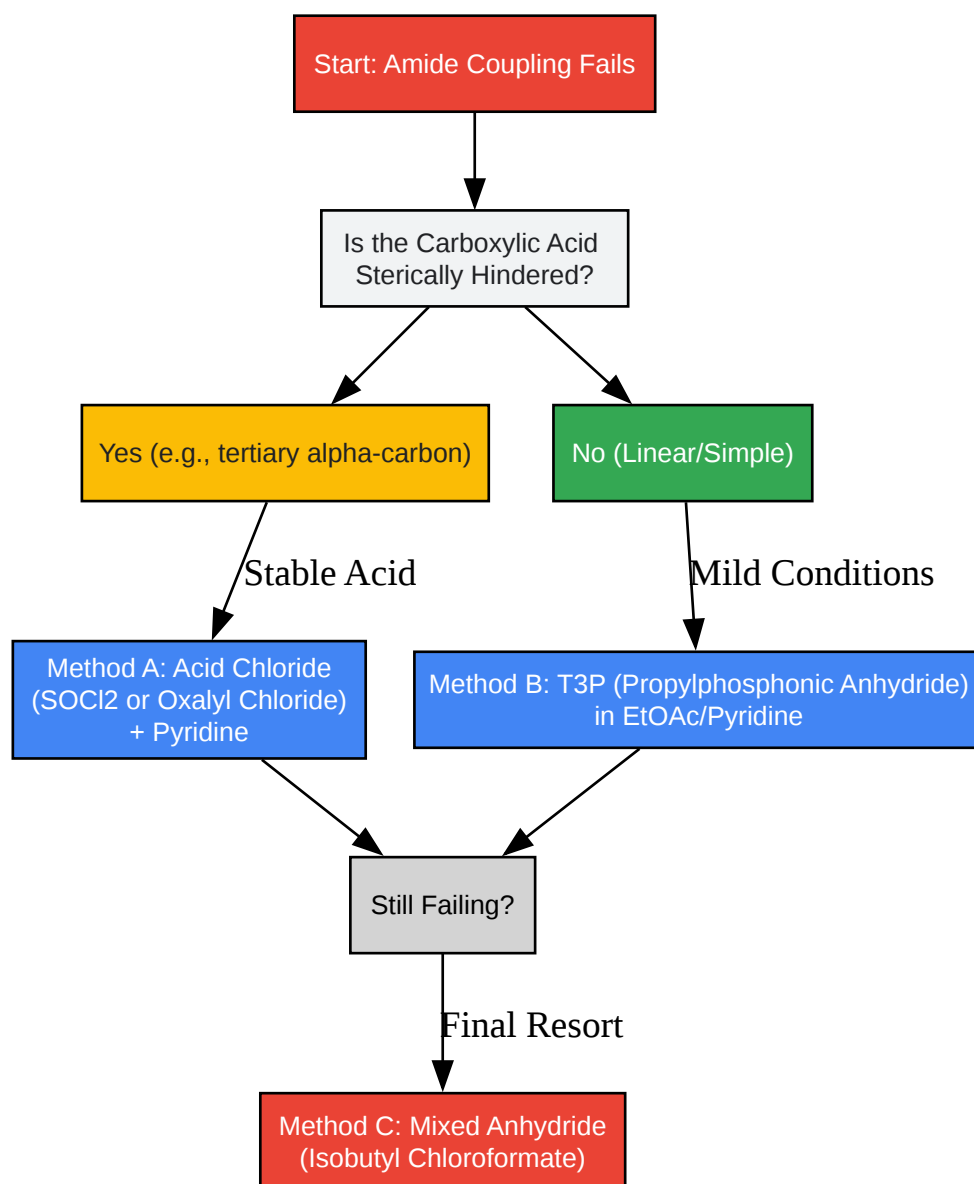 Start: Amide Coupling Fails
Is the Carboxylic Acid
Sterically Hindered?
Yes (e.g., tertiary alpha-carbon)
No (Linear/Simple)
Stable Acid
Mild Conditions
Method A: Acid Chloride
(SOCl2 or Oxalyl Chloride)
+ Pyridine
Method B: T3P (Propylphosphonic Anhydride)
in EtOAc/Pyridine
Still Failing?
Final Resort
Method C: Mixed Anhydride
(Isobutyl Chloroformate)